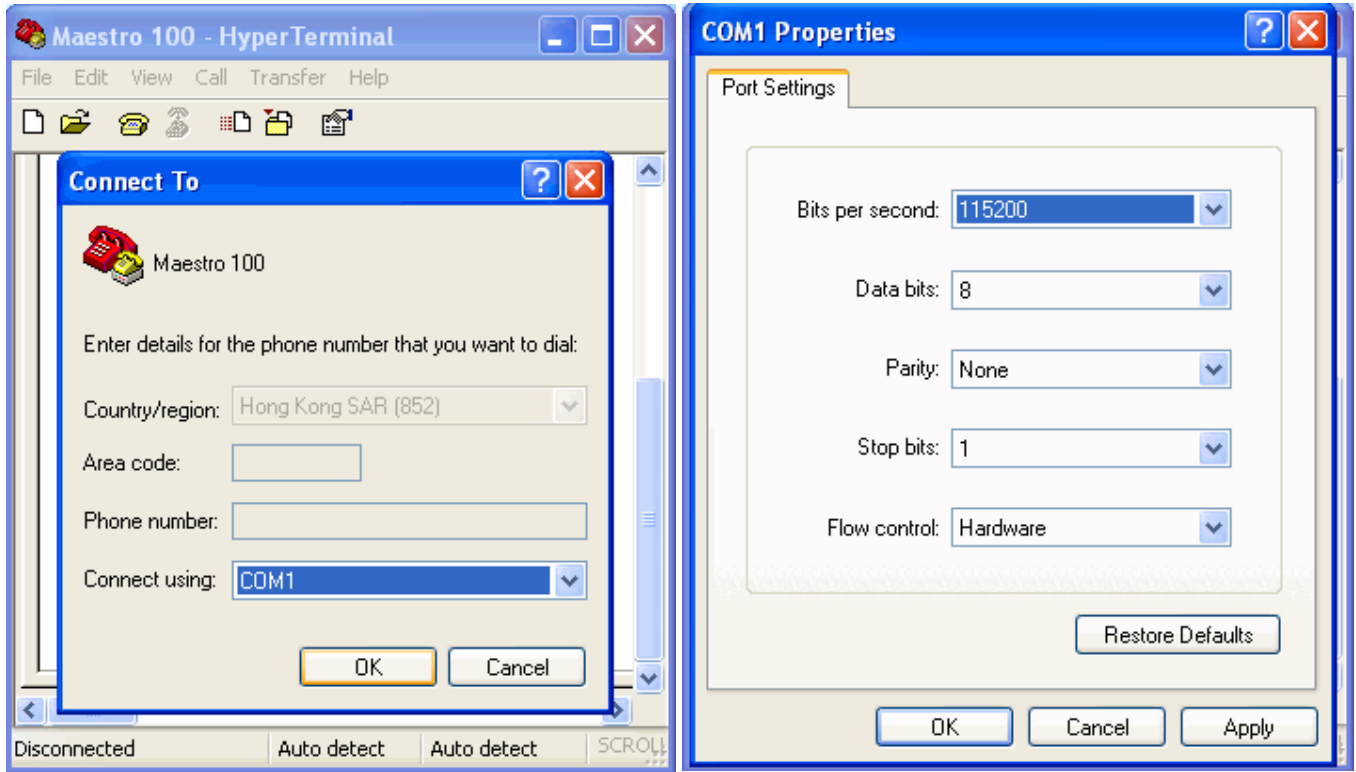 Maestro 100 - HyperTerminal
File Edit View Call Transfer Help
Connect To
Maestro 100
Enter details for the phone number that you want to dial:
Country/region: Hong Kong SAR (852)
Area code:
Phone number:
Connect using: COM1
OK Cancel
Disconnected Auto detect Auto detect SCROLL
COM1 Properties
Port Settings
Bits per second: 115200
Data bits: 8
Parity: None
Stop bits: 1
Flow control: Hardware
Restore Defaults
OK Cancel Apply